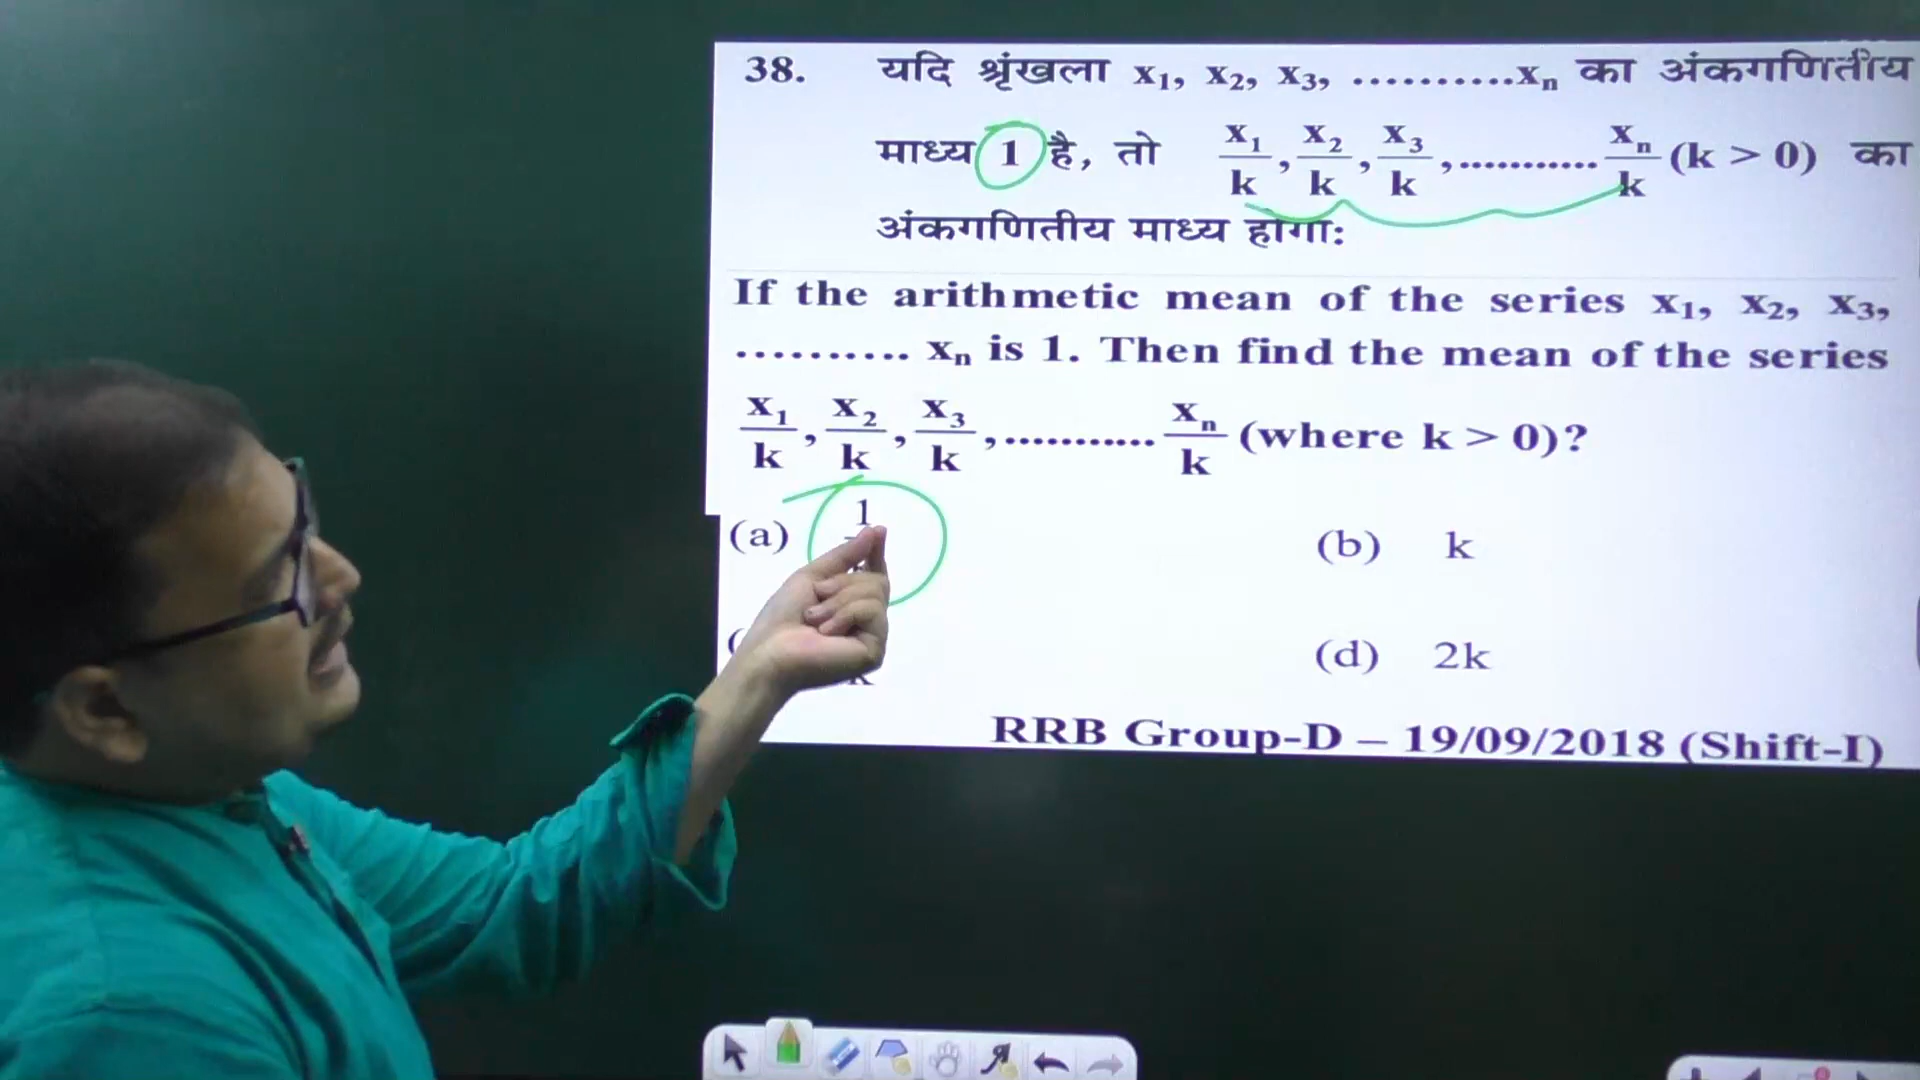 38. यदि श्रृंखला x₁, x₂, x₃, ...........xₙ का अंकगणितीय
माध्य 1 है, तो x₁/k, x₂/k, x₃/k, ............xₙ/k (k > 0) का
अंकगणितीय माध्य होगा:
If the arithmetic mean of the series x₁, x₂, x₃,
.......... xₙ is 1. Then find the mean of the series
x₁/k, x₂/k, x₃/k, ............ xₙ/k (where k > 0)?
(a) 1
(b) k
(d) 2k
RRB Group-D – 19/09/2018 (Shift-I)